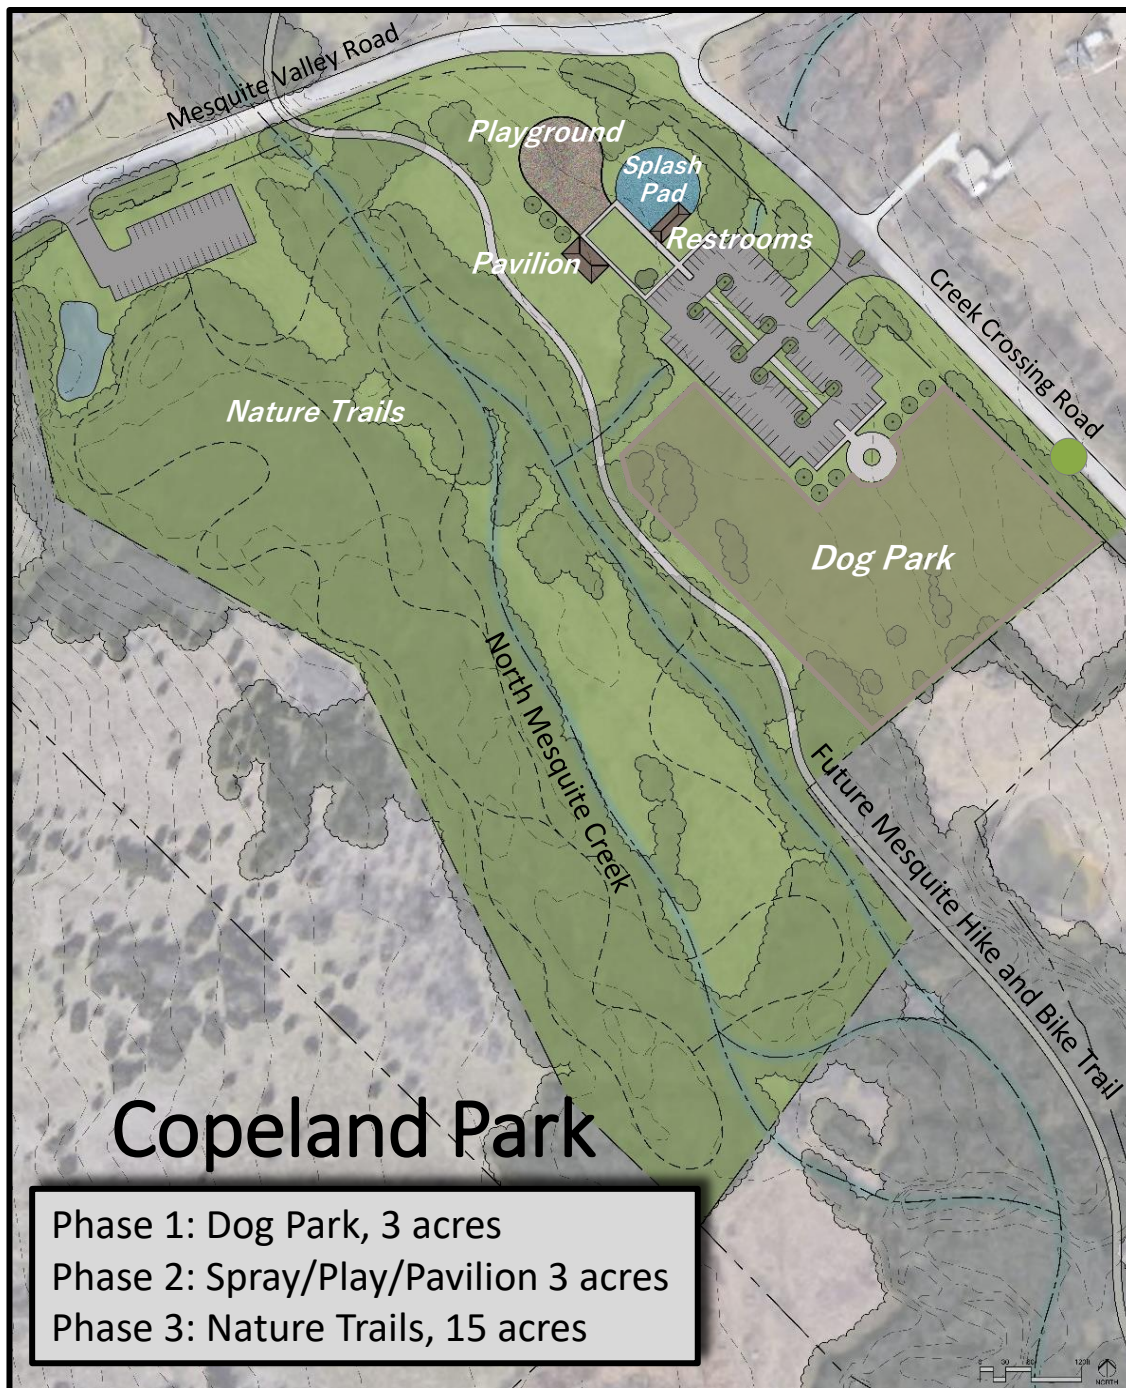 Mesquite Valley Road
Playground
Splash
Pad
Restrooms
Pavilion
Creek Crossing Road
Nature Trails
Dog Park
North Mesquite Creek
Future Mesquite Hike and Bike Trail
Copeland Park
Phase 1: Dog Park, 3 acres
Phase 2: Spray/Play/Pavilion 3 acres
Phase 3: Nature Trails, 15 acres
NORTH